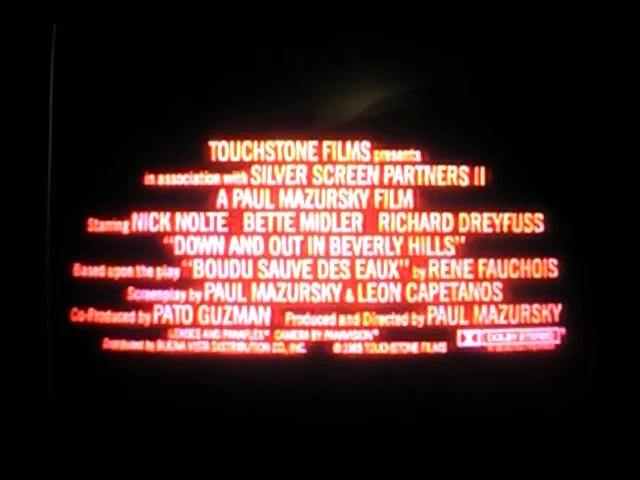 TOUCHSTONE FILMS presents
in association with SILVER SCREEN PARTNERS II
A PAUL MAZURSKY FILM
Starring NICK NOLTE BETTE MIDLER RICHARD DREYFUSS
"DOWN AND OUT IN BEVERLY HILLS"
Based upon the play "BOUDU SAUVE DES EAUX" by RENE FAUCHOIS
Screenplay by PAUL MAZURSKY & LEON CAPETANOS
Co-Produced by PATO GUZMAN Produced and Directed by PAUL MAZURSKY
LENSES AND PANAFLEX® CAMERA BY PANAVISION®
Distributed by BUENA VISTA DISTRIBUTION CO., INC. © 1985 TOUCHSTONE FILMS
DOLBY STEREO